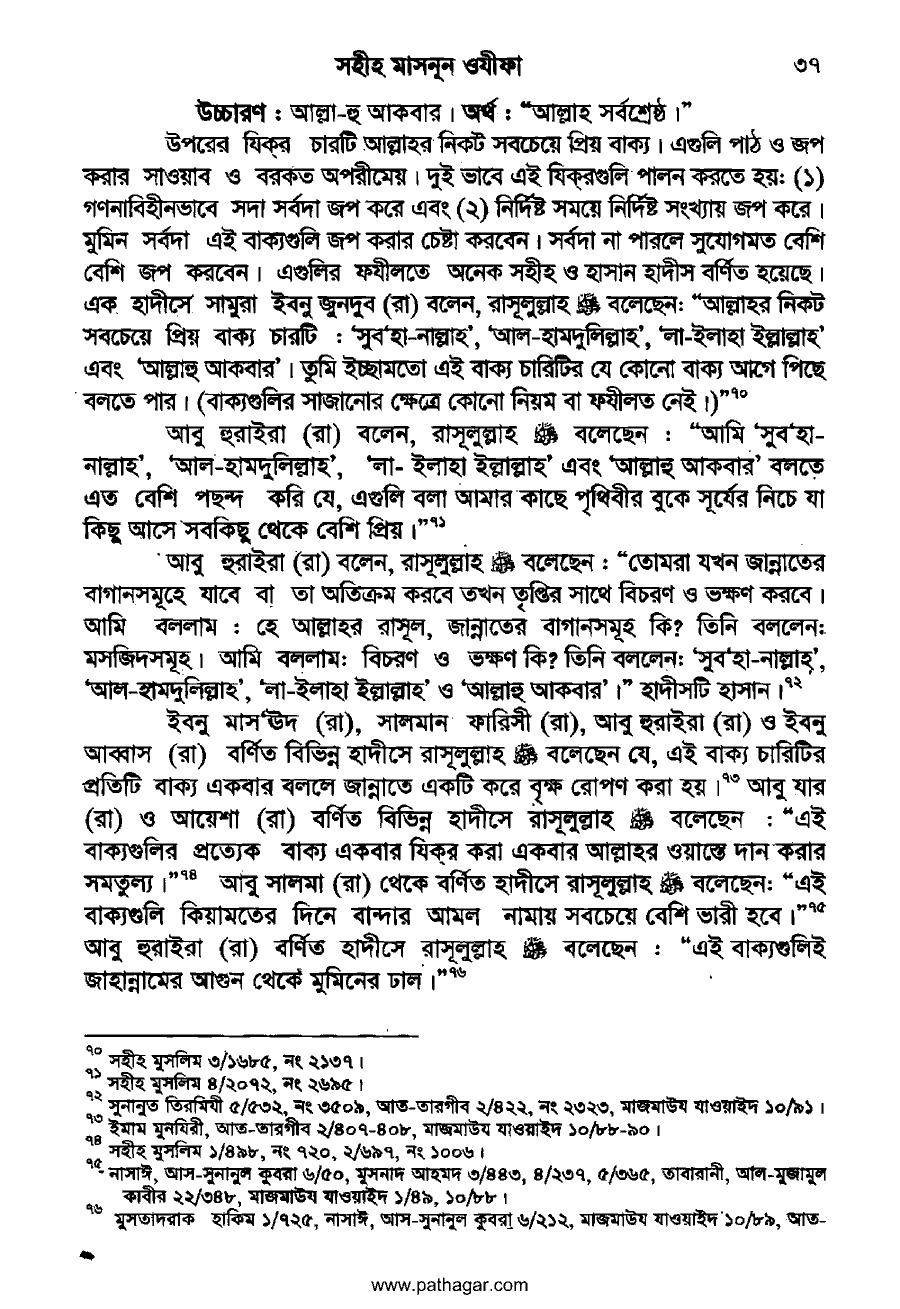 সহীহ মাসনূন ওযীফা ৩৭
উচ্চারণ : আল্লা-হু আকবার। অর্থ : “আল্লাহ সর্বশ্রেষ্ঠ।”
উপরের যিক্‌র চারটি আল্লাহর নিকট সবচেয়ে প্রিয় বাক্য। এগুলি পাঠ ও জপ
করার সাওয়াব ও বরকত অপরীমেয়। দুই ভাবে এই যিক্‌রগুলি পালন করতে হয়: (১)
গণনাবিহীনভাবে সদা সর্বদা জপ করে এবং (২) নির্দিষ্ট সময়ে নির্দিষ্ট সংখ্যায় জপ করে।
মুমিন সর্বদা এই বাক্যগুলি জপ করার চেষ্টা করবেন। সর্বদা না পারলে সুযোগমত বেশি
বেশি জপ করবেন। এগুলির ফযীলতে অনেক সহীহ ও হাসান হাদীস বর্ণিত হয়েছে।
এক হাদীসে সামুরা ইবনু জুনদুব (রা) বলেন, রাসূলুল্লাহ ﷺ বলেছেন: “আল্লাহর নিকট
সবচেয়ে প্রিয় বাক্য চারটি : ‘সুব‘হা-নাল্লাহ’, ‘আল-হামদুলিল্লাহ’, ‘লা-ইলাহা ইল্লাল্লাহ’
এবং ‘আল্লাহু আকবার’। তুমি ইচ্ছামতো এই বাক্য চারিটির যে কোনো বাক্য আগে পিছে
বলতে পার। (বাক্যগুলির সাজানোর ক্ষেত্রে কোনো নিয়ম বা ফযীলত নেই।)”৭০
আবু হুরাইরা (রা) বলেন, রাসূলুল্লাহ ﷺ বলেছেন : “আমি ‘সুব‘হা-
নাল্লাহ’, ‘আল-হামদুলিল্লাহ’, ‘লা- ইলাহা ইল্লাল্লাহ’ এবং ‘আল্লাহু আকবার’ বলতে
এত বেশি পছন্দ করি যে, এগুলি বলা আমার কাছে পৃথিবীর বুকে সূর্যের নিচে যা
কিছু আসে সবকিছু থেকে বেশি প্রিয়।”৭১
আবু হুরাইরা (রা) বলেন, রাসূলুল্লাহ ﷺ বলেছেন : “তোমরা যখন জান্নাতের
বাগানসমূহে যাবে বা তা অতিক্রম করবে তখন তৃপ্তির সাথে বিচরণ ও ভক্ষণ করবে।
আমি বললাম : হে আল্লাহর রাসূল, জান্নাতের বাগানসমূহ কি? তিনি বললেন:
মসজিদসমূহ। আমি বললাম: বিচরণ ও ভক্ষণ কি? তিনি বললেন: ‘সুব‘হা-নাল্লাহ্’,
‘আল-হামদুলিল্লাহ’, ‘লা-ইলাহা ইল্লাল্লাহ’ ও ‘আল্লাহু আকবার’।” হাদীসটি হাসান।৭২
ইবনু মাস‘ঊদ (রা), সালমান ফারিসী (রা), আবু হুরাইরা (রা) ও ইবনু
আব্বাস (রা) বর্ণিত বিভিন্ন হাদীসে রাসূলুল্লাহ ﷺ বলেছেন যে, এই বাক্য চারিটির
প্রতিটি বাক্য একবার বললে জান্নাতে একটি করে বৃক্ষ রোপণ করা হয়।৭৩ আবু যার
(রা) ও আয়েশা (রা) বর্ণিত বিভিন্ন হাদীসে রাসূলুল্লাহ ﷺ বলেছেন : “এই
বাক্যগুলির প্রত্যেক বাক্য একবার যিক্‌র করা একবার আল্লাহর ওয়াস্তে দান করার
সমতুল্য।”৭৪ আবু সালমা (রা) থেকে বর্ণিত হাদীসে রাসূলুল্লাহ ﷺ বলেছেন: “এই
বাক্যগুলি কিয়ামতের দিনে বান্দার আমল নামায় সবচেয়ে বেশি ভারী হবে।”৭৫
আবু হুরাইরা (রা) বর্ণিত হাদীসে রাসূলুল্লাহ ﷺ বলেছেন : “এই বাক্যগুলিই
জাহান্নামের আগুন থেকে মুমিনের ঢাল।”৭৬
৭০ সহীহ মুসলিম ৩/১৬৮৫, নং ২১৩৭।
৭১ সহীহ মুসলিম ৪/২০৭২, নং ২৬৯৫।
৭২ সুনানুত তিরমিযী ৫/৫৩২, নং ৩৫০৯, আত-তারগীব ২/৪২২, নং ২৩২৩, মাজমাউয যাওয়াইদ ১০/৯১।
৭৩ ইমাম মুনযিরী, আত-তারগীব ২/৪০৭-৪০৮, মাজমাউয যাওয়াইদ ১০/৮৮-৯০।
৭৪ সহীহ মুসলিম ১/৪৯৮, নং ৭২০, ২/৬৯৭, নং ১০০৬।
৭৫ নাসাঈ, আস-সুনানুল কুবরা ৬/৫০, মুসনাদ আহমদ ৩/৪৪৩, ৪/২৩৭, ৫/৩৬৫, তাবারানী, আল-মুজামুল
কাবীর ২২/৩৪৮, মাজমাউয যাওয়াইদ ১/৪৯, ১০/৮৮।
৭৬ মুসতাদরাক হাকিম ১/৭২৫, নাসাঈ, আস-সুনানুল কুবরা ৬/২১২, মাজমাউয যাওয়াইদ ১০/৮৯, আত-
www.pathagar.com